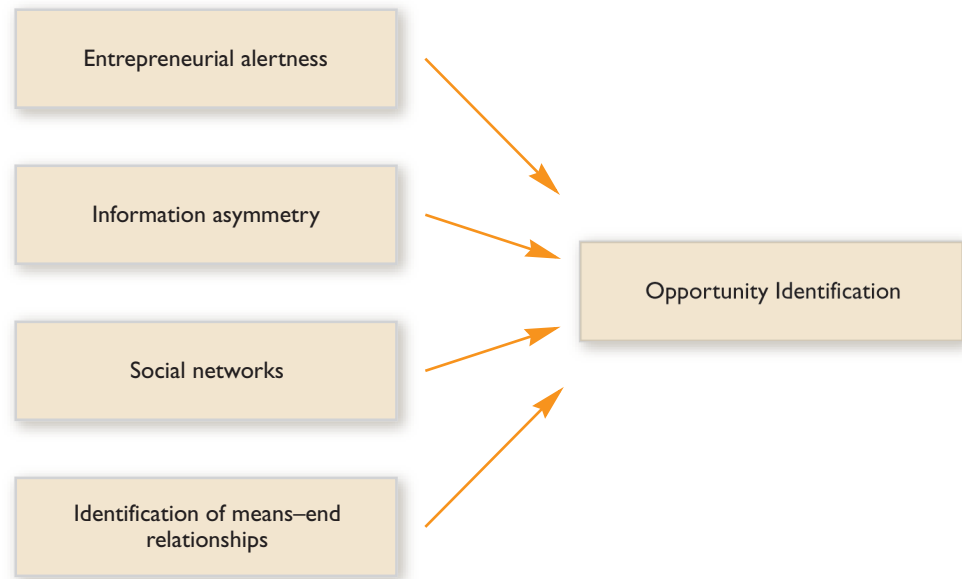 Entrepreneurial alertness
Information asymmetry
Opportunity Identification
Social networks
Identification of means–end
relationships